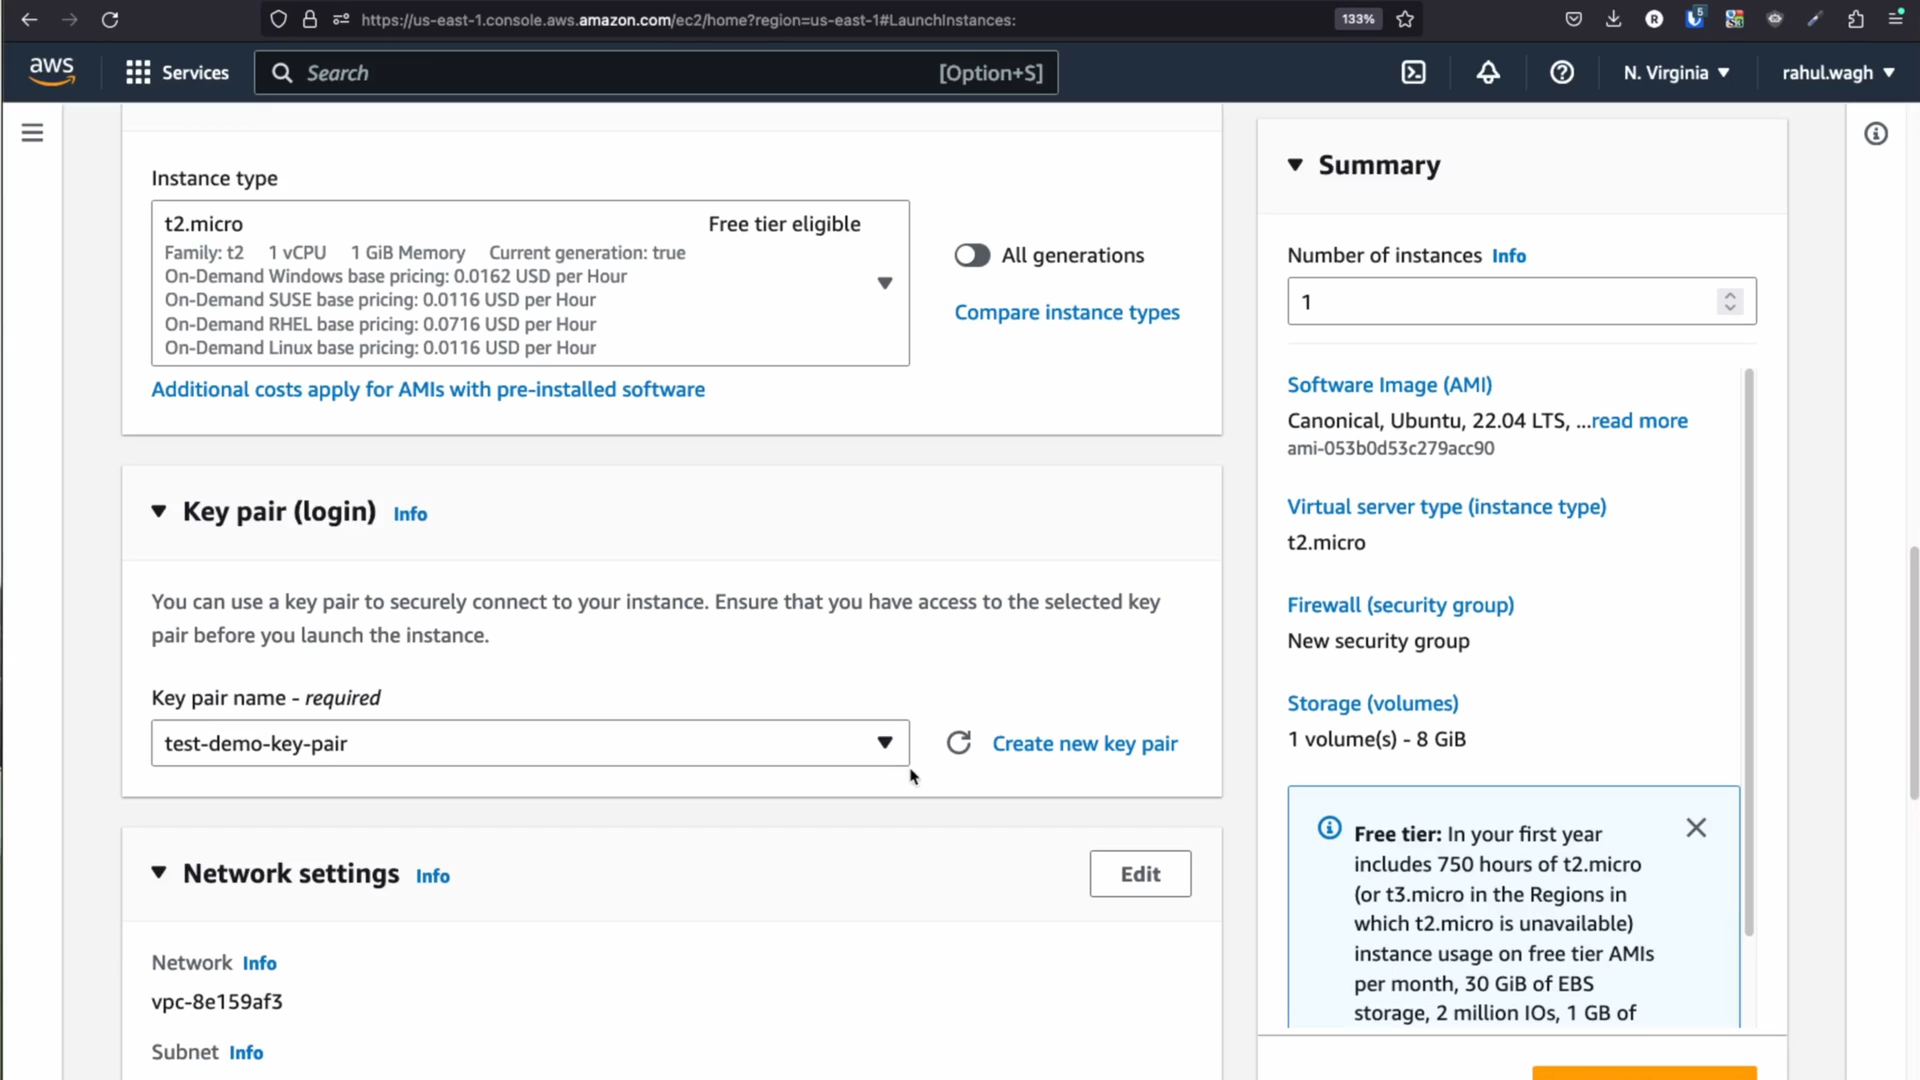 https://us-east-1.console.aws.amazon.com/ec2/home?region=us-east-1#LaunchInstances:
133%
R
5
aws
Services
Search
[Option+S]
N. Virginia
rahul.wagh
Instance type
t2.micro
Free tier eligible
Family: t2 1 vCPU 1 GiB Memory Current generation: true
On-Demand Windows base pricing: 0.0162 USD per Hour
On-Demand SUSE base pricing: 0.0116 USD per Hour
On-Demand RHEL base pricing: 0.0716 USD per Hour
On-Demand Linux base pricing: 0.0116 USD per Hour
All generations
Compare instance types
Additional costs apply for AMIs with pre-installed software
Key pair (login) Info
You can use a key pair to securely connect to your instance. Ensure that you have access to the selected key
pair before you launch the instance.
Key pair name - required
test-demo-key-pair
Create new key pair
Network settings Info
Edit
Network Info
vpc-8e159af3
Subnet Info
Summary
Number of instances Info
1
Software Image (AMI)
Canonical, Ubuntu, 22.04 LTS, ...read more
ami-053b0d53c279acc90
Virtual server type (instance type)
t2.micro
Firewall (security group)
New security group
Storage (volumes)
1 volume(s) - 8 GiB
Free tier: In your first year
includes 750 hours of t2.micro
(or t3.micro in the Regions in
which t2.micro is unavailable)
instance usage on free tier AMIs
per month, 30 GiB of EBS
storage, 2 million IOs, 1 GB of